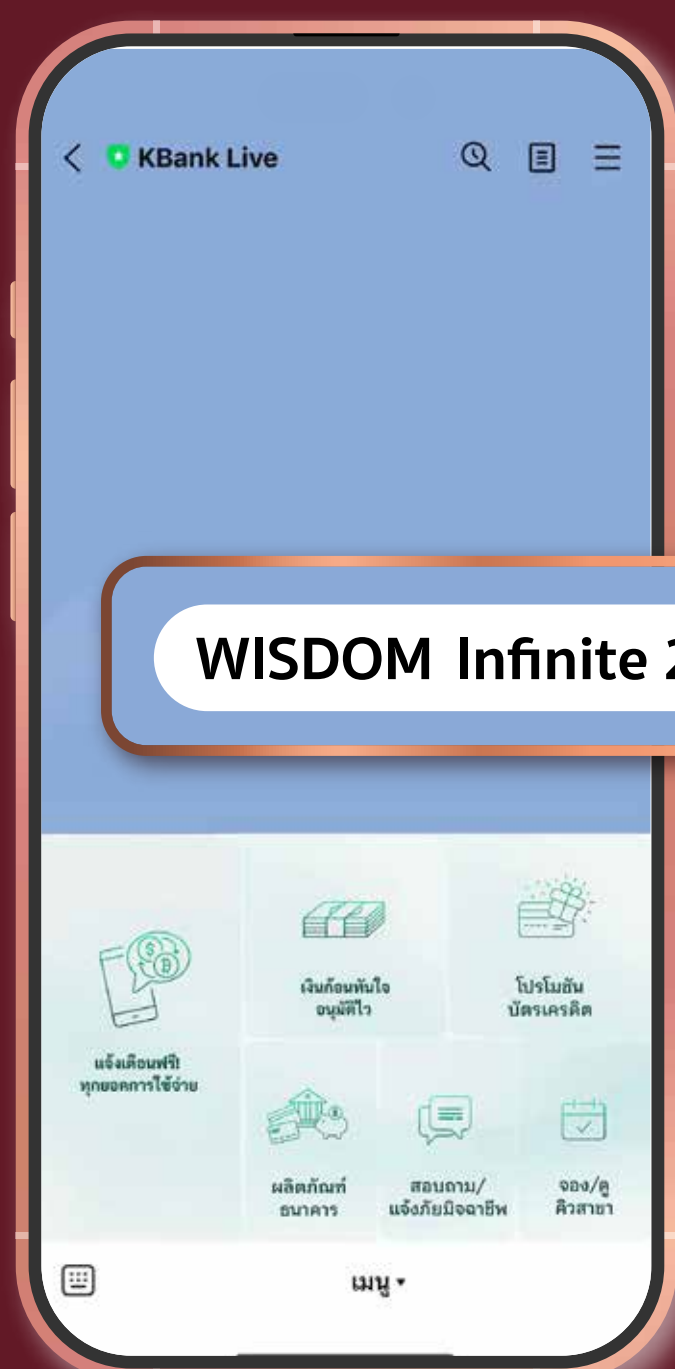 KBank Live
WISDOM Infinite
เงินก้อนทันใจ
อนุมัติไว
โปรโมชัน
บัตรเครดิต
แจ้งเตือนฟรี!
ทุกยอดการใช้จ่าย
ผลิตภัณฑ์
ธนาคาร
สอบถาม/
แจ้งภัยมิจฉาชีพ
จอง/ดู
คิวสาขา
เมนู